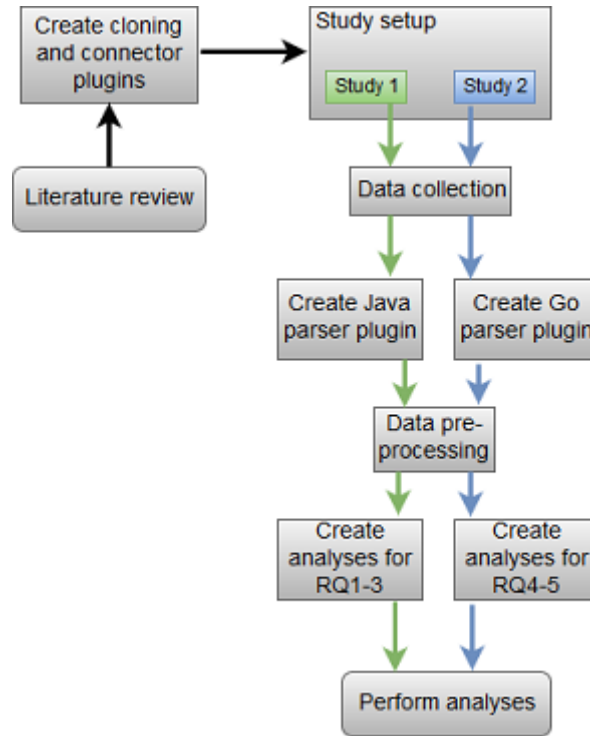 Create cloning
and connector
plugins
Study setup
Study 1
Study 2
Literature review
Data collection
Create Java
parser plugin
Create Go
parser plugin
Data pre-
processing
Create
analyses for
RQ1-3
Create
analyses for
RQ4-5
Perform analyses